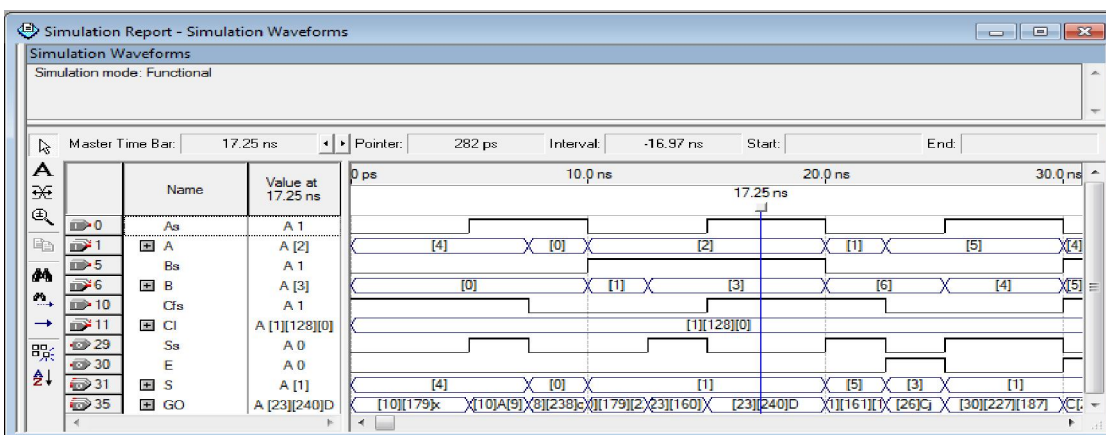 Simulation Report - Simulation Waveforms
Simulation Waveforms
Simulation mode: Functional
Master Time Bar: 17.25 ns Pointer: 282 ps Interval: -16.97 ns Start: End:
Name Value at 17.25 ns 0 ps 10.0 ns 20.0 ns 30.0 ns
17.25 ns
0 As A 1
1 A A [2] [4] [0] [2] [1] [5] [4]
5 Bs A 1
6 B A [3] [0] [1] [3] [6] [4] [5]
10 Cfs A 1
11 CI A [1][128][0] [1][128][0]
29 Ss A 0
30 E A 0
31 S A [1] [4] [0] [1] [5] [3] [1]
35 GO A [23][240]D [10][179]x [10]A[9] [8][238]c [23][160] [23][240]D [26]Cj [30][227][187]